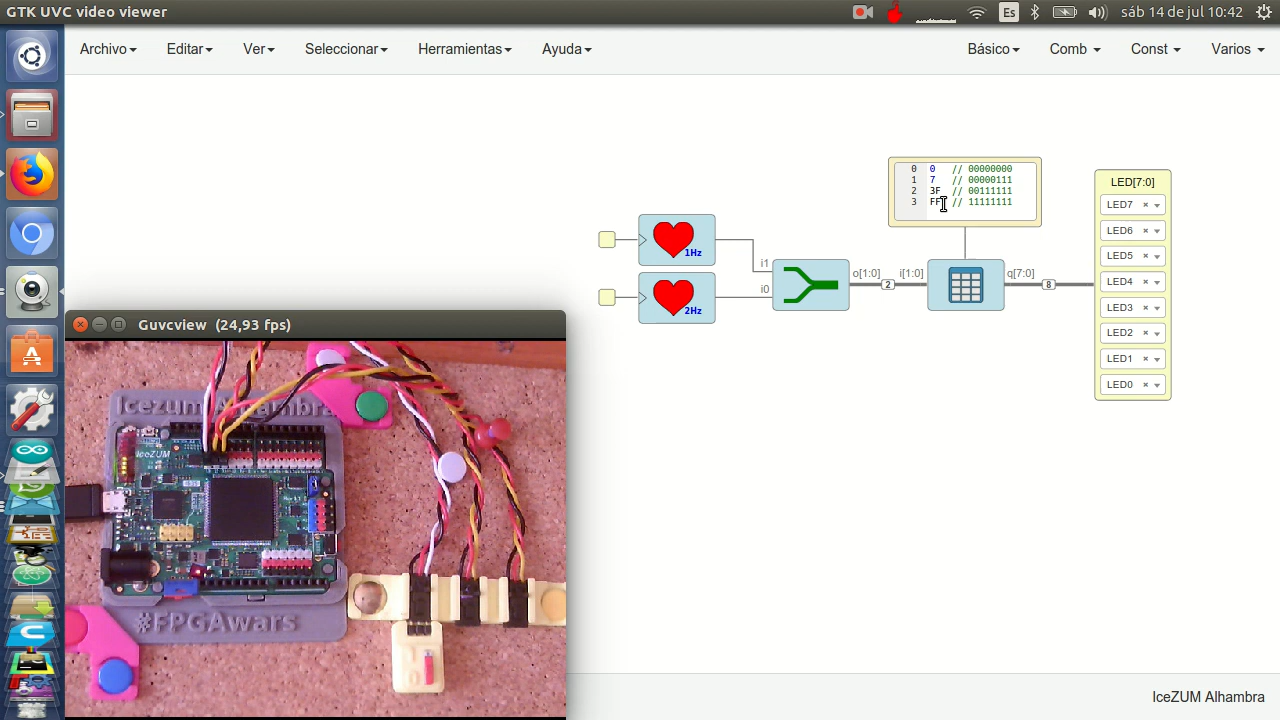 GTK UVC video viewer
Es
sáb 14 de jul 10:42
Archivo
Editar
Ver
Seleccionar
Herramientas
Ayuda
Básico
Comb
Const
Varios
0 0 // 00000000
1 7 // 00000111
2 3F // 00111111
3 FF // 11111111
LED[7:0]
LED7
LED6
LED5
LED4
LED3
LED2
LED1
LED0
1Hz
2Hz
i1
i0
o[1:0]
2
i[1:0]
q[7:0]
8
Guvcview (24,93 fps)
Icezum Alhambra
IceZUM
#FPGAwars
IceZUM Alhambra